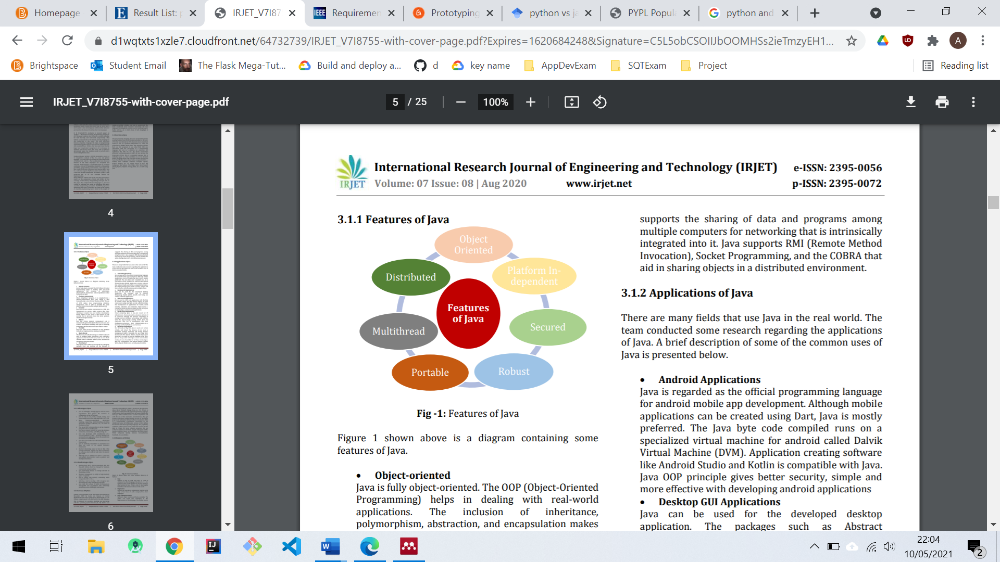 Homepage
Result List: p
IRJET_V7I87
IEEE
Requiremen
Prototyping
python vs ja
PYPL Popul
python and
d1wqtxts1xzle7.cloudfront.net/64732739/IRJET_V7I8755-with-cover-page.pdf?Expires=1620684248&Signature=C5L5obCSOIIJbOOMHSs2ieTmzyEH1...
A
Brightspace
Student Email
The Flask Mega-Tut...
Build and deploy a...
d
key name
AppDevExam
SQTExam
Project
Reading list
IRJET_V7I8755-with-cover-page.pdf
5 / 25
100%
4
5
6
IRJET
International Research Journal of Engineering and Technology (IRJET)
e-ISSN: 2395-0056
Volume: 07 Issue: 08 | Aug 2020
www.irjet.net
p-ISSN: 2395-0072
3.1.1 Features of Java
Object
Oriented
Platform In-
dependent
Secured
Robust
Portable
Multithread
Distributed
Features
of Java
Fig -1: Features of Java
Figure 1 shown above is a diagram containing some
features of Java.
• Object-oriented
Java is fully object-oriented. The OOP (Object-Oriented
Programming) helps in dealing with real-world
applications. The inclusion of inheritance,
polymorphism, abstraction, and encapsulation makes
supports the sharing of data and programs among
multiple computers for networking that is intrinsically
integrated into it. Java supports RMI (Remote Method
Invocation), Socket Programming, and the COBRA that
aid in sharing objects in a distributed environment.
3.1.2 Applications of Java
There are many fields that use Java in the real world. The
team conducted some research regarding the applications
of Java. A brief description of some of the common uses of
Java is presented below.
• Android Applications
Java is regarded as the official programming language
for android mobile app development. Although mobile
applications can be created using Dart, Java is mostly
preferred. The Java byte code compiled runs on a
specialized virtual machine for android called Dalvik
Virtual Machine (DVM). Application creating software
like Android Studio and Kotlin is compatible with Java.
Java OOP principle gives better security, simple and
more effective with developing android applications
• Desktop GUI Applications
Java can be used for the developed desktop
application. The packages such as Abstract
22:04
10/05/2021
2